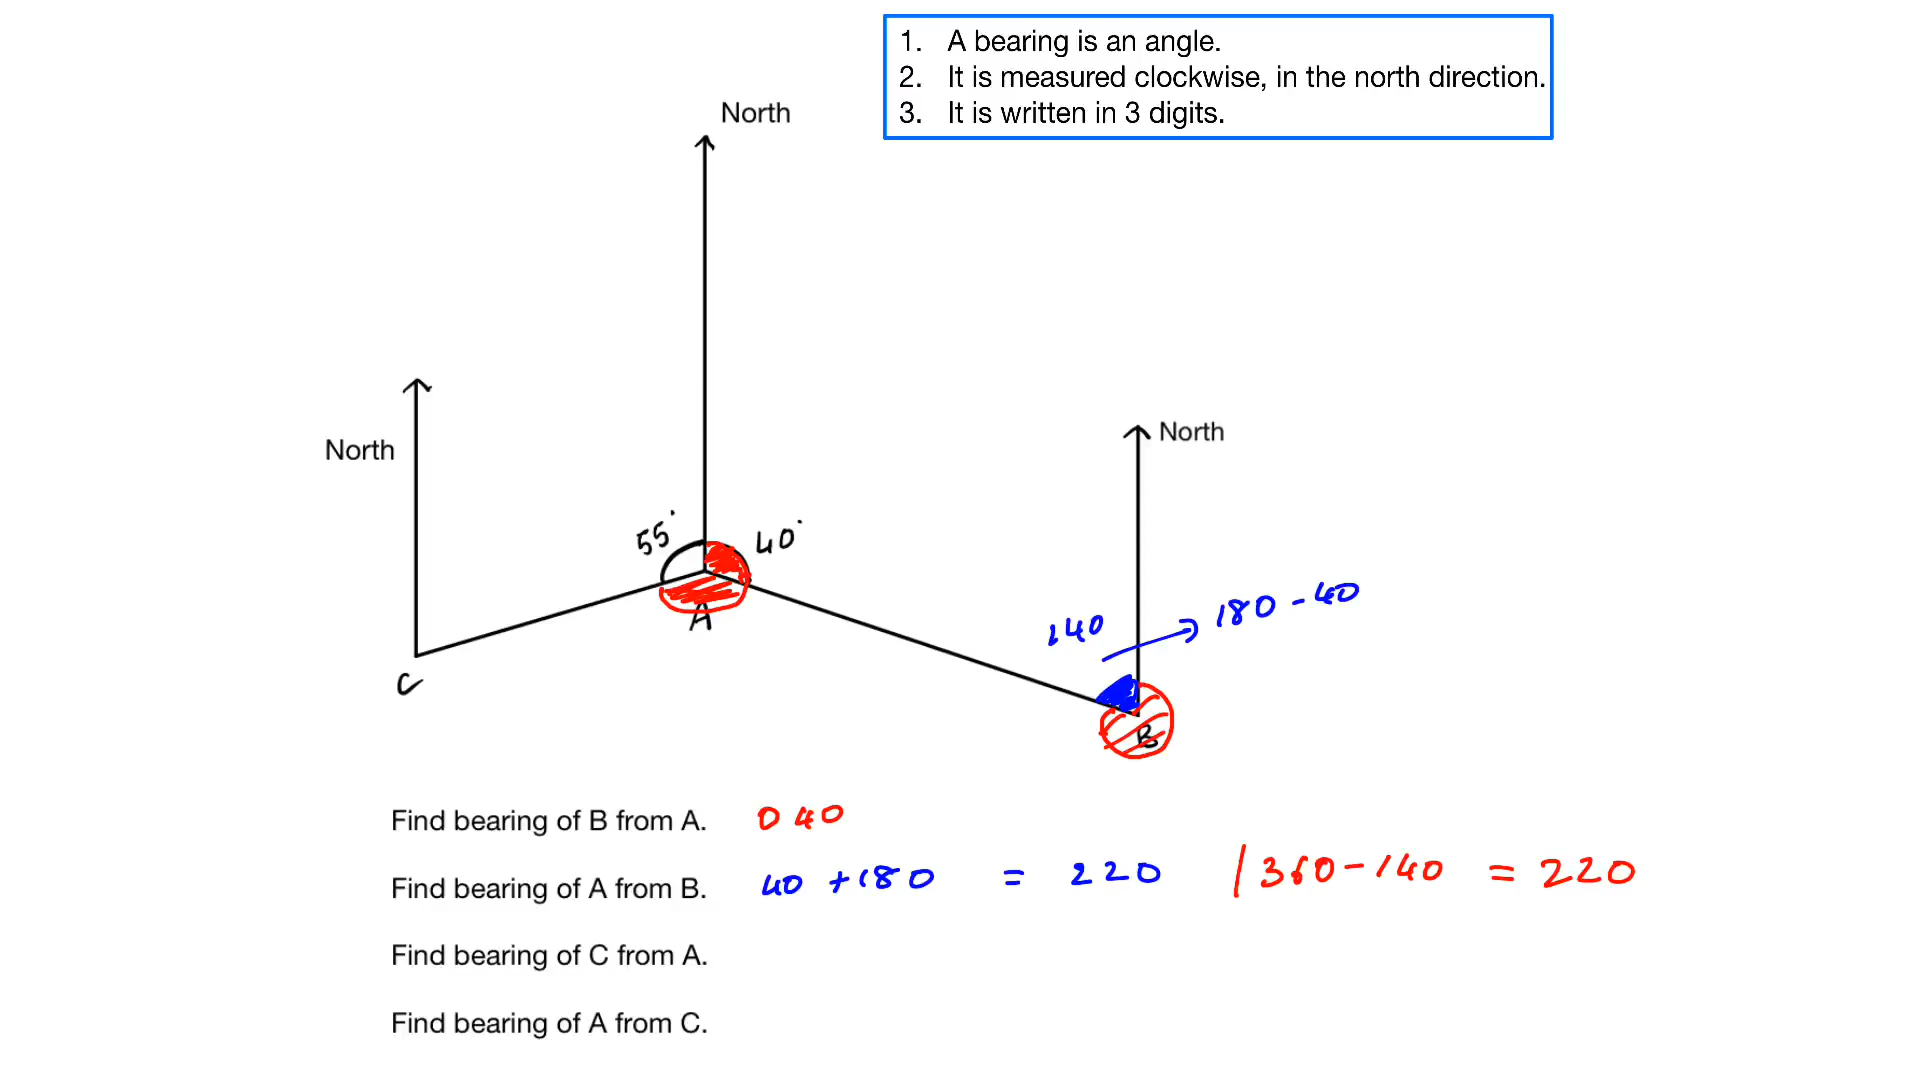 1. A bearing is an angle.
2. It is measured clockwise, in the north direction.
3. It is written in 3 digits.
North
North
North
55°
40°
A
C
140
180 - 40
B
Find bearing of B from A. 040
Find bearing of A from B. 40 + 180 = 220 / 360 - 140 = 220
Find bearing of C from A.
Find bearing of A from C.